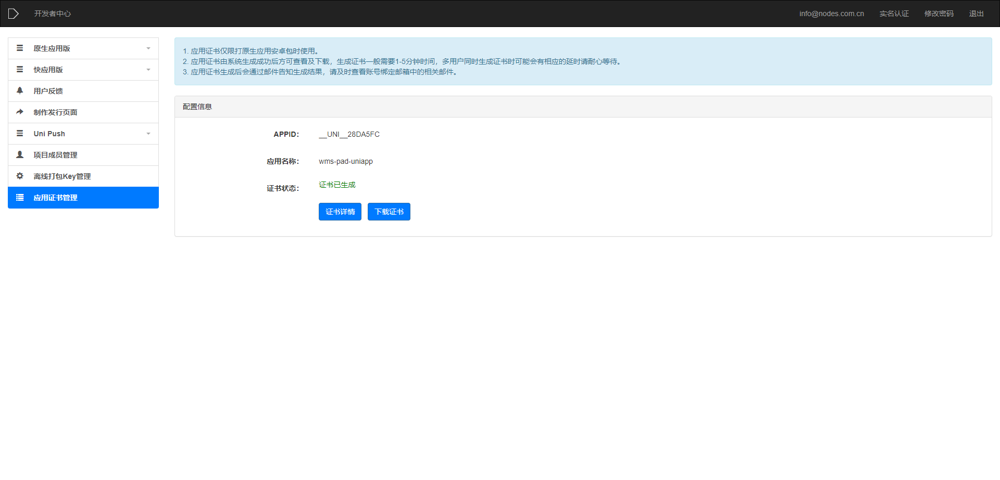 开发者中心
info@nodes.com.cn 实名认证 修改密码 退出
原生应用版
快应用版
用户反馈
制作发行页面
Uni Push
项目成员管理
离线打包Key管理
应用证书管理
1. 应用证书仅限打原生应用安卓包时使用。
2. 应用证书由系统生成成功后方可查看及下载，生成证书一般需要1-5分钟时间，多用户同时生成证书时可能会有相应的延时请耐心等待。
3. 应用证书生成后会通过邮件告知生成结果，请及时查看账号绑定邮箱中的相关邮件。
配置信息
APPID： __UNI__28DA5FC
应用名称： wms-pad-uniapp
证书状态： 证书已生成
证书详情 下载证书